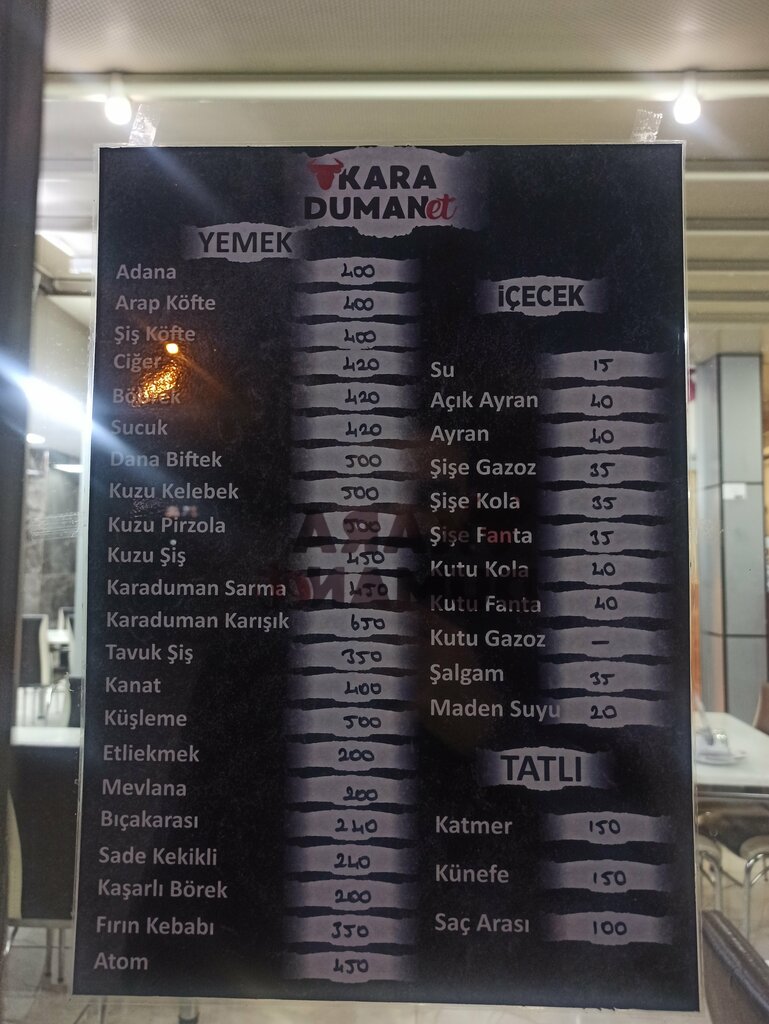 KARA
DUMANet
YEMEK
Adana 400
Arap Köfte 400
Şiş Köfte 400
Ciğer 420
Böbrek 420
Sucuk 420
Dana Biftek 500
Kuzu Kelebek 500
Kuzu Pirzola 500
Kuzu Şiş 450
Karaduman Sarma 450
Karaduman Karışık 650
Tavuk Şiş 350
Kanat 400
Küşleme 500
Etliekmek 200
Mevlana 200
Bıçakarası 240
Sade Kekikli 240
Kaşarlı Börek 200
Fırın Kebabı 350
Atom 450
İÇECEK
Su 15
Açık Ayran 40
Ayran 40
Şişe Gazoz 35
Şişe Kola 35
Şişe Fanta 35
Kutu Kola 40
Kutu Fanta 40
Kutu Gazoz —
Şalgam 35
Maden Suyu 20
TATLI
Katmer 150
Künefe 150
Saç Arası 100